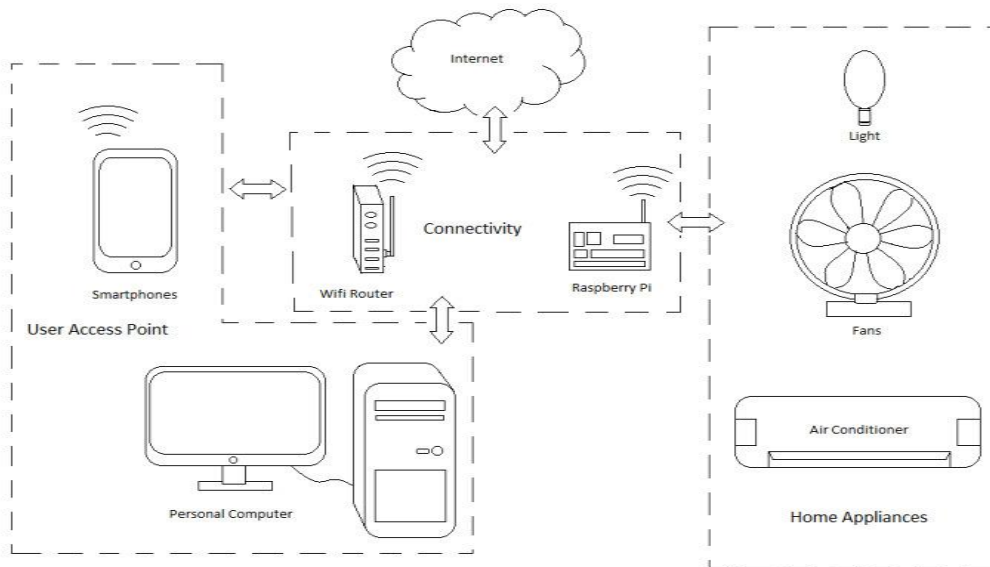 Internet
Light
Connectivity
Smartphones
Wifi Router
Raspberry Pi
User Access Point
Fans
Air Conditioner
Personal Computer
Home Appliances